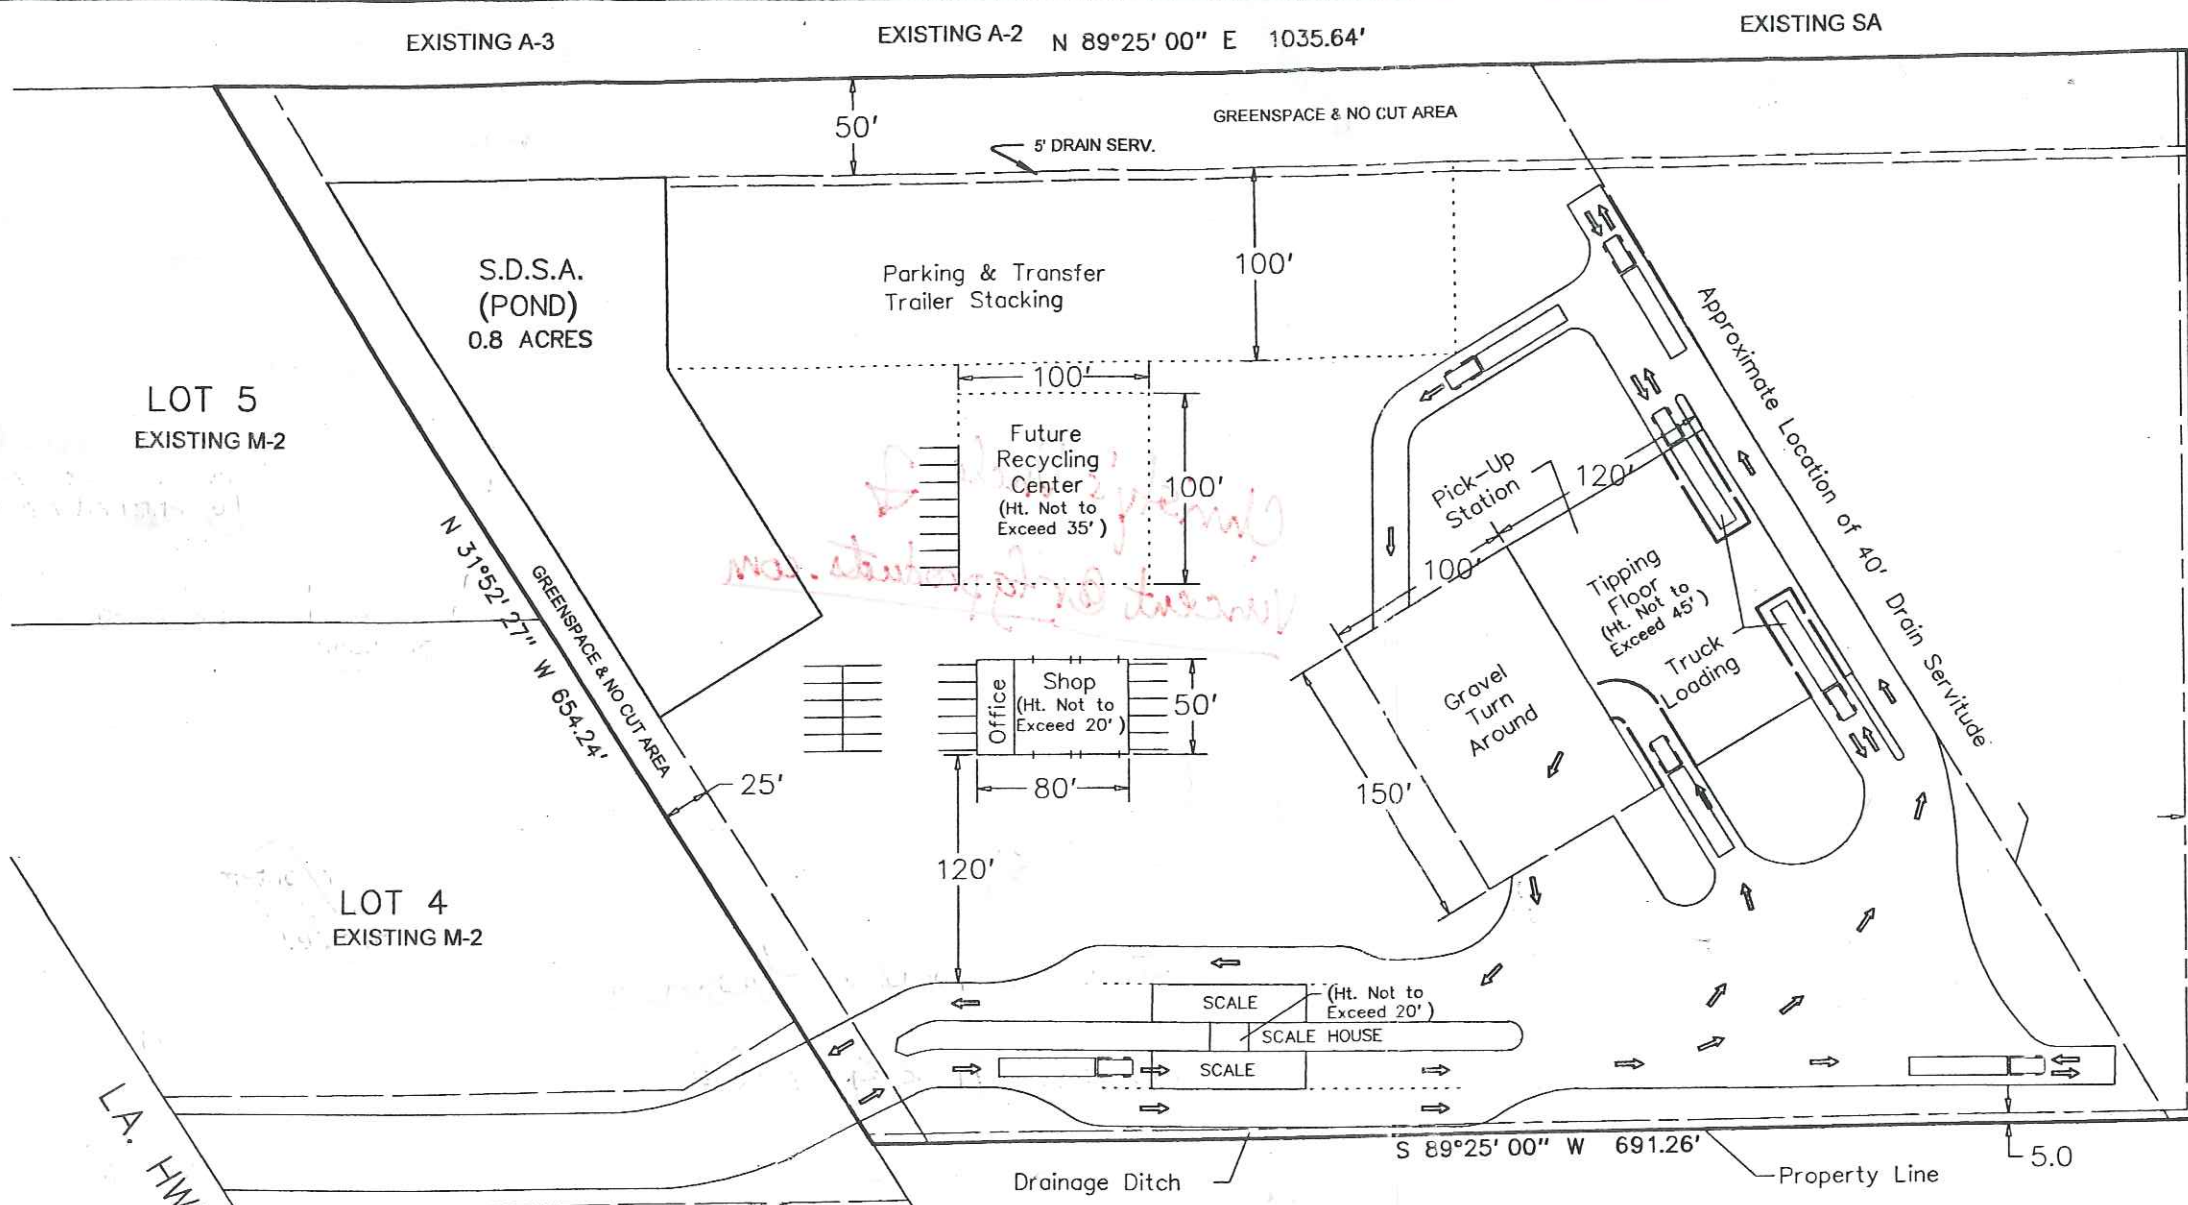 EXISTING A-3
EXISTING A-2
N 89°25' 00" E 1035.64'
EXISTING SA
50'
GREENSPACE & NO CUT AREA
5' DRAIN SERV.
S.D.S.A.
(POND)
0.8 ACRES
Parking & Transfer
Trailer Stacking
100'
LOT 5
EXISTING M-2
100'
Future
Recycling
Center
(Ht. Not to
Exceed 35')
100'
Pick-Up
Station
120'
100'
Approximate Location of 40' Drain Servitude
Tipping
Floor
(Ht. Not to
Exceed 45')
Truck
Loading
Gravel
Turn
Around
150'
N 31°52' 27" W 654.24'
GREENSPACE & NO CUT AREA
Office
Shop
(Ht. Not to
Exceed 20')
50'
80'
25'
120'
LOT 4
EXISTING M-2
SCALE
(Ht. Not to
Exceed 20')
SCALE HOUSE
SCALE
LA. HW
S 89°25' 00" W 691.26'
Drainage Ditch
Property Line
5.0